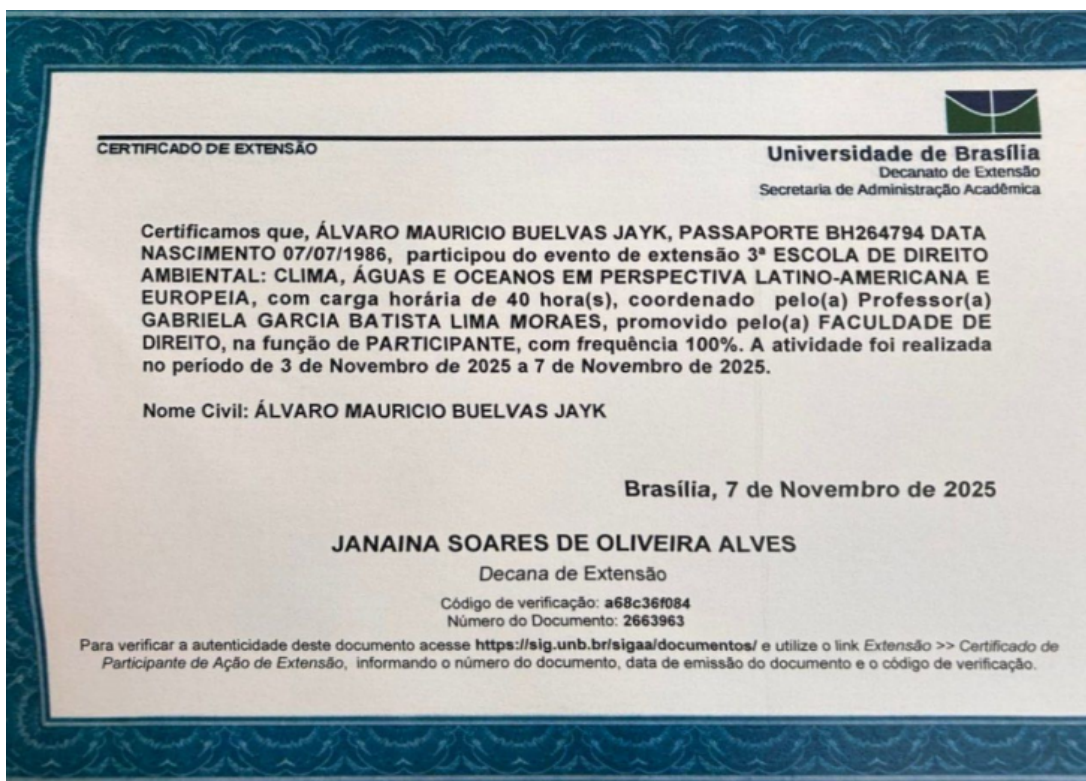 CERTIFICADO DE EXTENSÃO
Universidade de Brasília
Decanato de Extensão
Secretaria de Administração Acadêmica
Certificamos que, ÁLVARO MAURICIO BUELVAS JAYK, PASSAPORTE BH264794 DATA
NASCIMENTO 07/07/1986, participou do evento de extensão 3ª ESCOLA DE DIREITO
AMBIENTAL: CLIMA, ÁGUAS E OCEANOS EM PERSPECTIVA LATINO-AMERICANA E
EUROPEIA, com carga horária de 40 hora(s), coordenado pelo(a) Professor(a)
GABRIELA GARCIA BATISTA LIMA MORAES, promovido pelo(a) FACULDADE DE
DIREITO, na função de PARTICIPANTE, com frequência 100%. A atividade foi realizada
no período de 3 de Novembro de 2025 a 7 de Novembro de 2025.
Nome Civil: ÁLVARO MAURICIO BUELVAS JAYK
Brasília, 7 de Novembro de 2025
JANAINA SOARES DE OLIVEIRA ALVES
Decana de Extensão
Código de verificação: a68c36f084
Número do Documento: 2663963
Para verificar a autenticidade deste documento acesse https://sig.unb.br/sigaa/documentos/ e utilize o link Extensão >> Certificado de
Participante de Ação de Extensão, informando o número do documento, data de emissão do documento e o código de verificação.